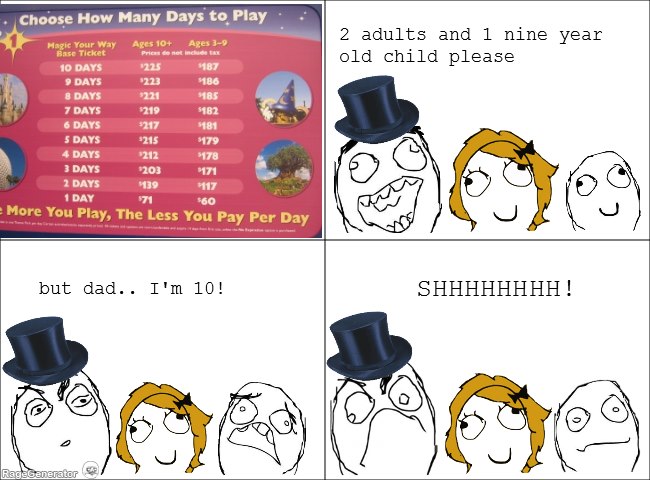 Choose How Many Days to Play
1
Magic Your Way Base Ticket Ages 10+ Ages 3-9
Prices do not include tax
10 DAYS $225 $187
9 DAYS $223 $186
8 DAYS $221 $185
7 DAYS $219 $182
6 DAYS $217 $181
5 DAYS $215 $179
4 DAYS $212 $178
3 DAYS $203 $171
2 DAYS $139 $117
1 DAY $71 $60
e More You Play, The Less You Pay Per Day
2 adults and 1 nine year
old child please
but dad.. I'm 10!
SHHHHHHHH!
RageGenerator